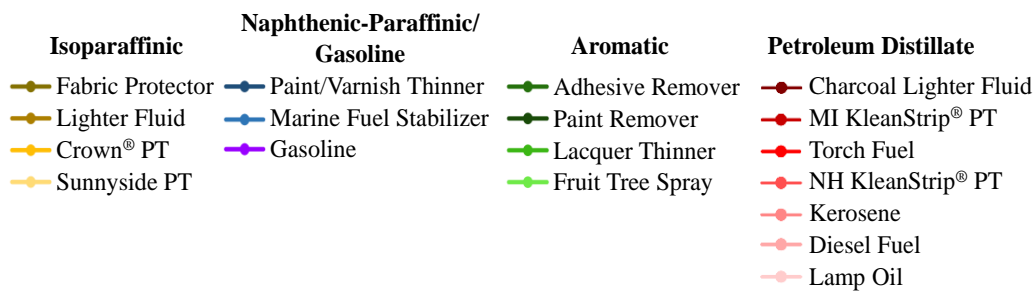 Isoparaffinic
Fabric Protector
Lighter Fluid
Crown® PT
Sunnyside PT
Naphthenic-Paraffinic/
Gasoline
Paint/Varnish Thinner
Marine Fuel Stabilizer
Gasoline
Aromatic
Adhesive Remover
Paint Remover
Lacquer Thinner
Fruit Tree Spray
Petroleum Distillate
Charcoal Lighter Fluid
MI KleanStrip® PT
Torch Fuel
NH KleanStrip® PT
Kerosene
Diesel Fuel
Lamp Oil